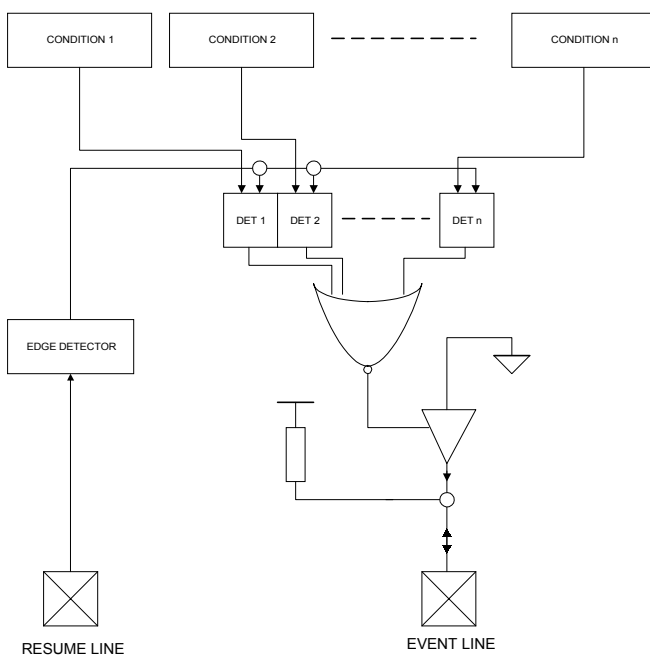 CONDITION 1
CONDITION 2
CONDITION n
DET 1
DET 2
DET n
EDGE DETECTOR
RESUME LINE
EVENT LINE